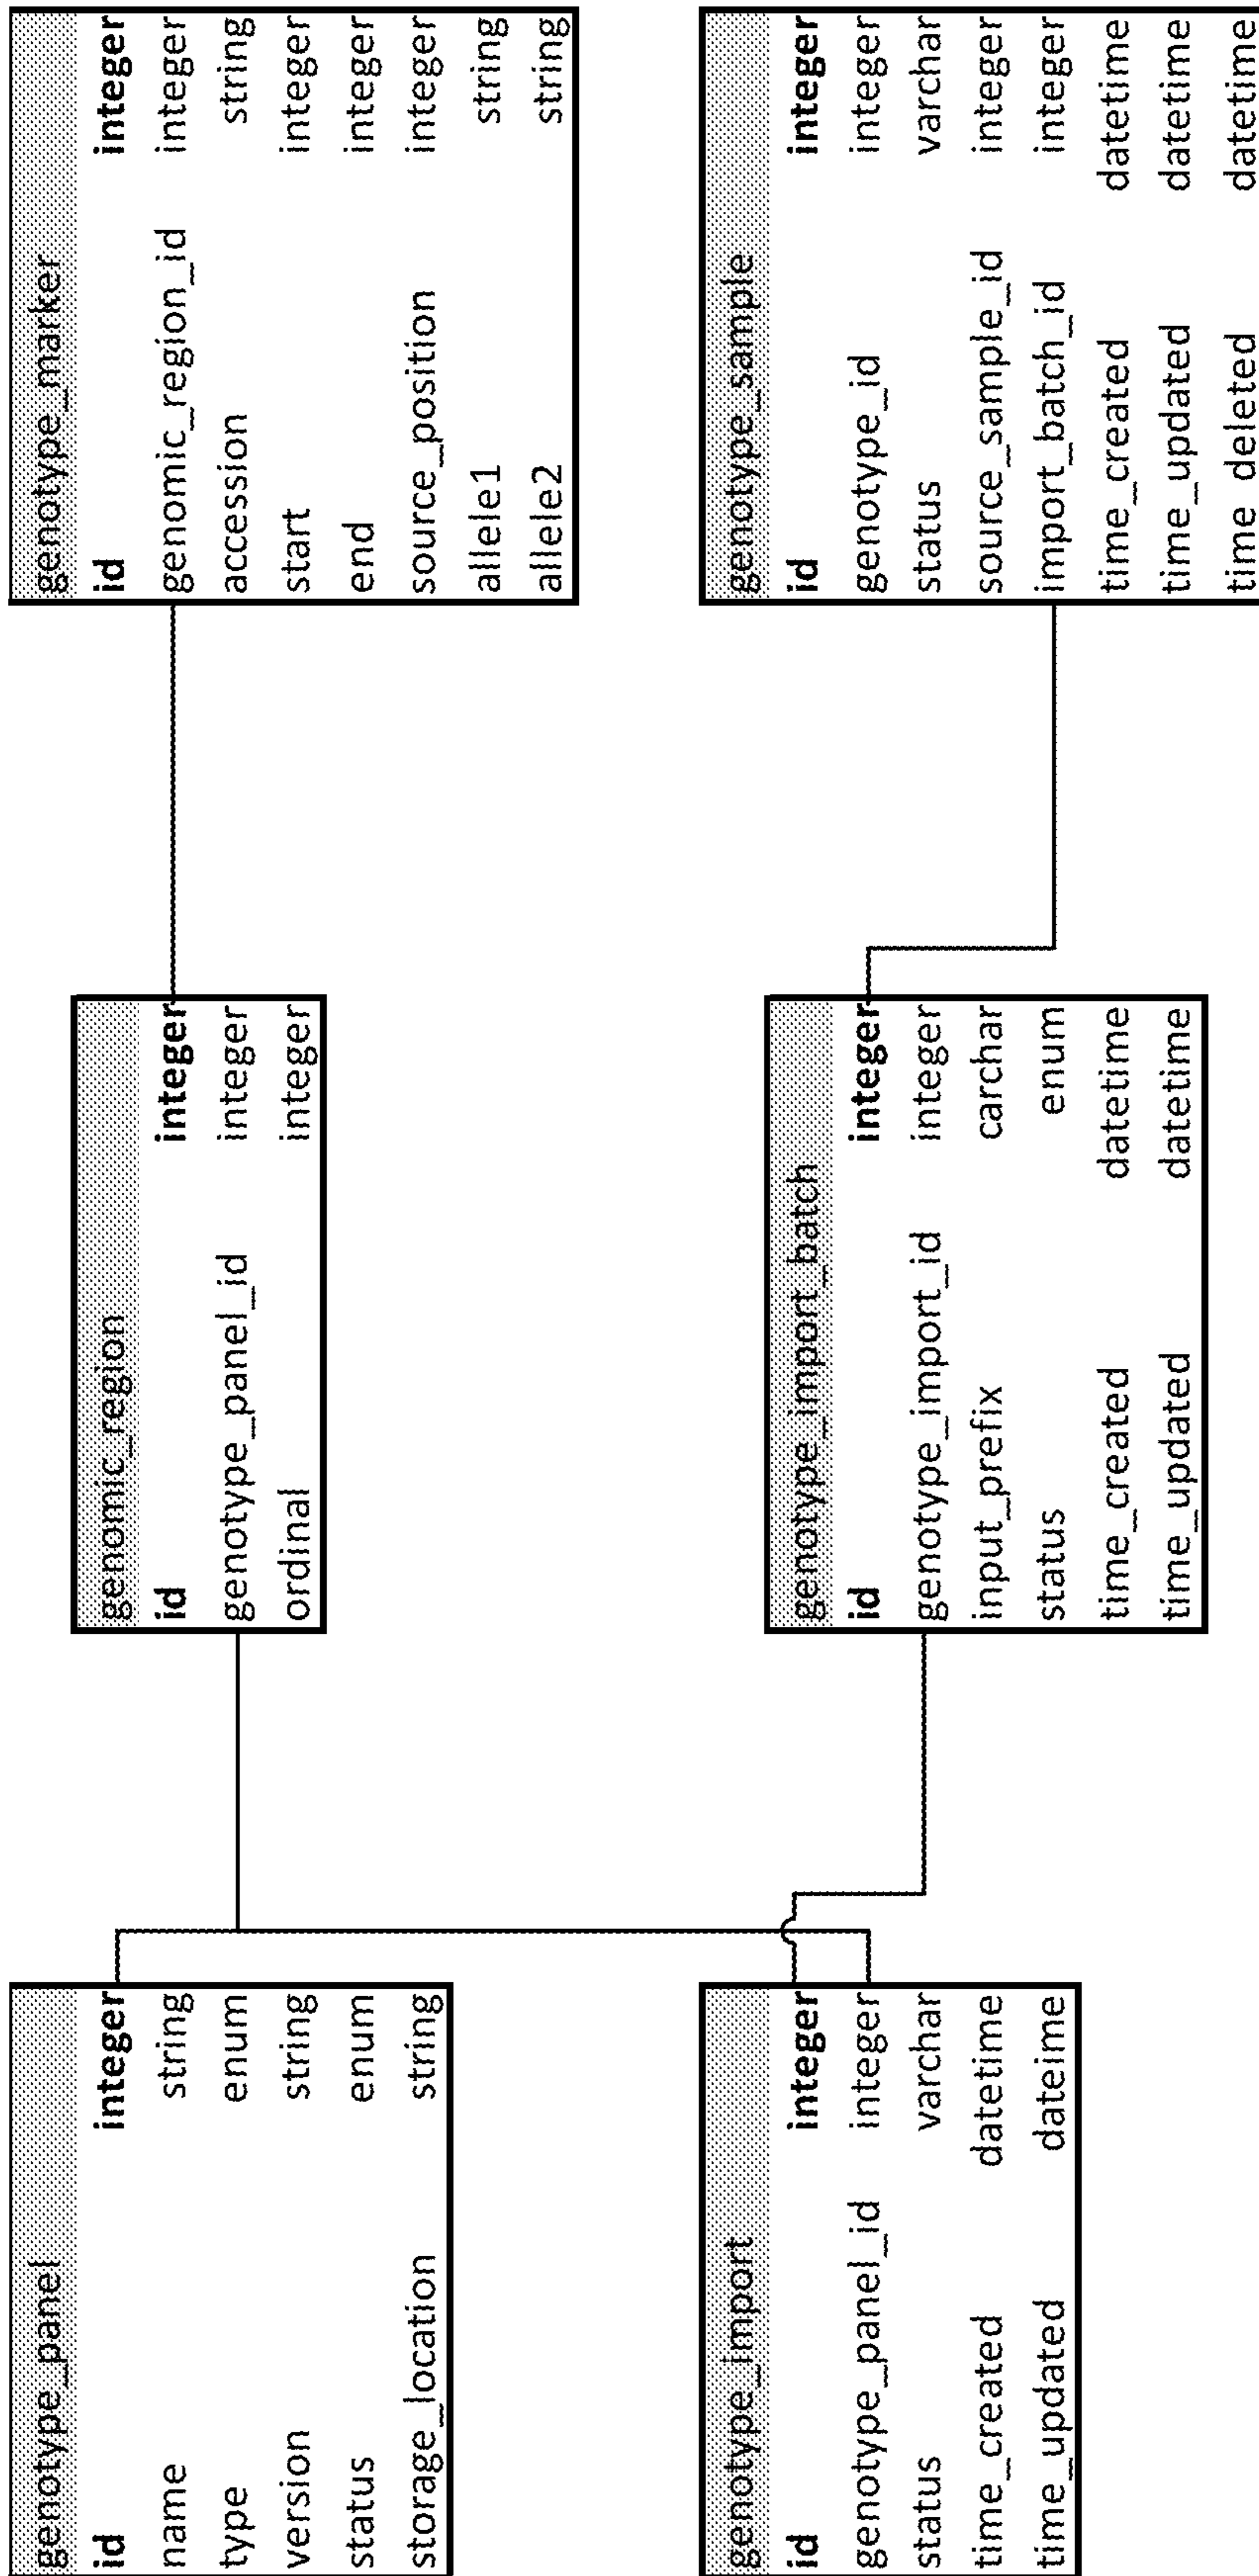 genotype_panel
id integer
name string
type enum
version string
status enum
storage_location string
genomic_region
id integer
genotype_panel_id integer
ordinal integer
genotype_marker
id integer
genomic_region_id integer
accession string
start integer
end integer
source_position integer
allele1 string
allele2 string
genotype_import
id integer
genotype_panel_id integer
status varchar
time_created datetime
time_updated dateime
genotype_import_batch
id integer
genotype_import_id integer
input_prefix carchar
status enum
time_created datetime
time_updated datetime
genotype_sample
id integer
genotype_id integer
status varchar
source_sample_id integer
import_batch_id integer
time_created datetime
time_updated datetime
time_deleted datetime